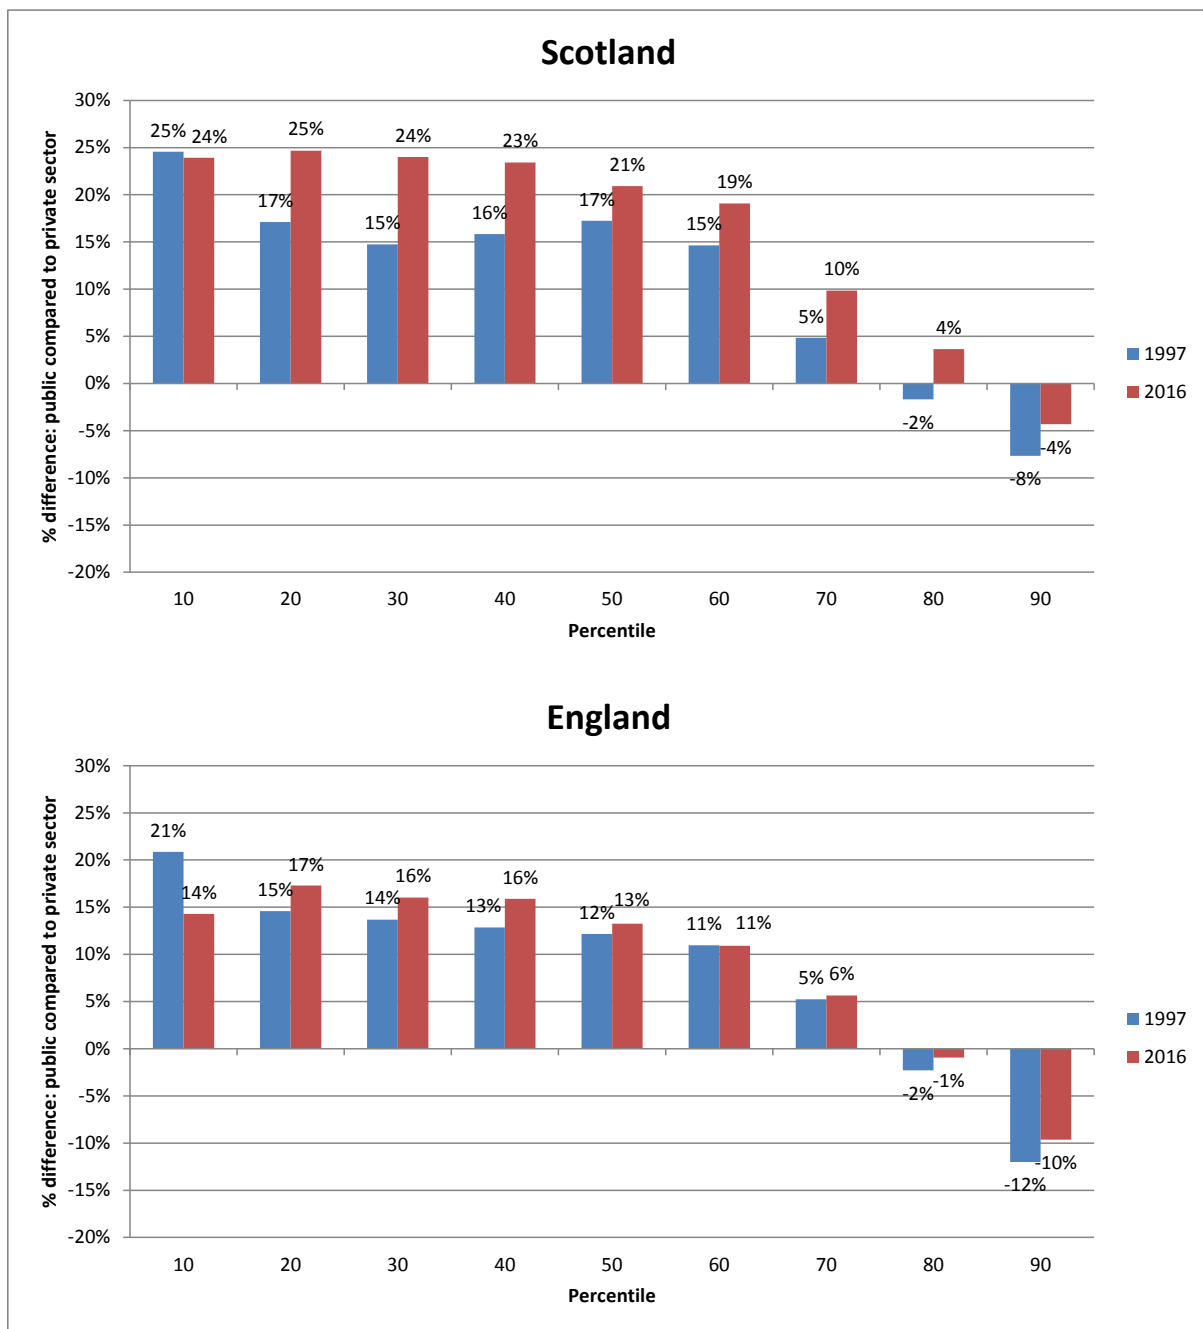 Scotland
% difference: public compared to private sector
30%
25%
20%
15%
10%
5%
0%
-5%
-10%
-15%
-20%
25% 24% 25% 24% 23% 21% 19% 10% 4% -4%
17% 15% 16% 17% 15% 5% -2% -8%
10 20 30 40 50 60 70 80 90
Percentile
1997
2016
England
% difference: public compared to private sector
30%
25%
20%
15%
10%
5%
0%
-5%
-10%
-15%
-20%
21% 14% 15% 17% 14% 16% 13% 16% 12% 13% 11% 11% 5% 6% -2% -1% -12% -10%
10 20 30 40 50 60 70 80 90
Percentile
1997
2016